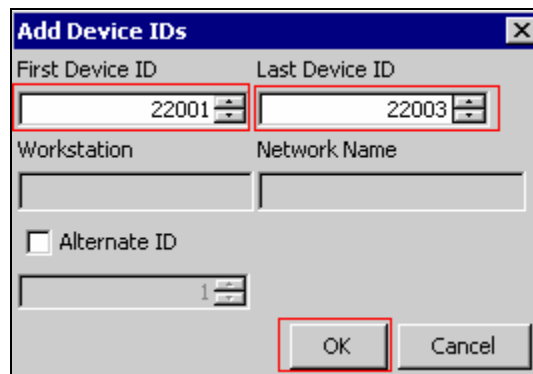 Add Device IDs
First Device ID Last Device ID
22001 22003
Workstation Network Name
Alternate ID
1
OK Cancel